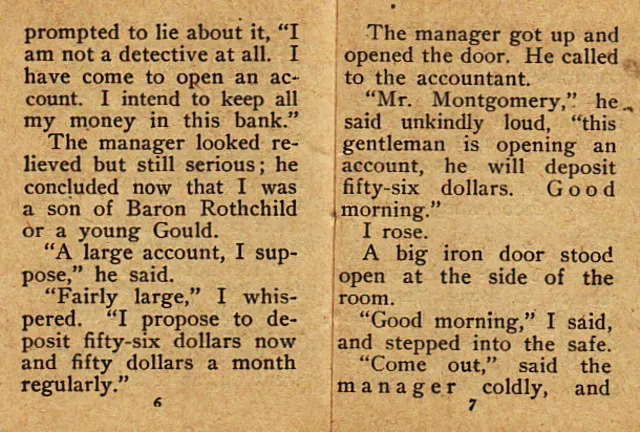 prompted to lie about it, “I
am not a detective at all. I
have come to open an ac-
count. I intend to keep all
my money in this bank.”
The manager looked re-
lieved but still serious; he
concluded now that I was
a son of Baron Rothchild
or a young Gould.
“A large account, I sup-
pose,” he said.
“Fairly large,” I whis-
pered. “I propose to de-
posit fifty-six dollars now
and fifty dollars a month
regularly.”
6
The manager got up and
opened the door. He called
to the accountant.
“Mr. Montgomery,” he
said unkindly loud, “this
gentleman is opening an
account, he will deposit
fifty-six dollars. Good
morning.”
I rose.
A big iron door stood
open at the side of the
room.
“Good morning,” I said,
and stepped into the safe.
“Come out,” said the
manager coldly, and
7